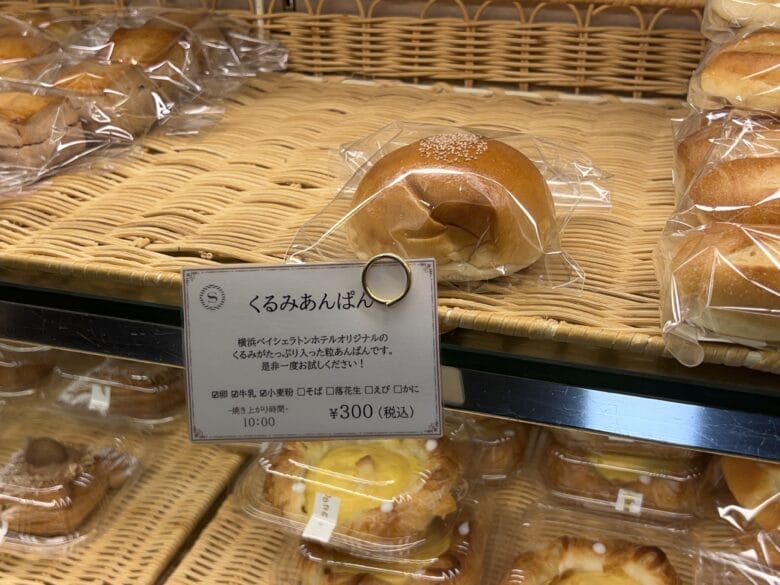 S
くるみあんぱん
横浜ベイシェラトンホテルオリジナルの
くるみがたっぷり入った粒あんぱんです。
是非一度お試しください！
☑卵 ☑牛乳 ☑小麦粉 □そば □落花生 □えび □かに
-焼き上がり時間-
10:00
¥300(税込)